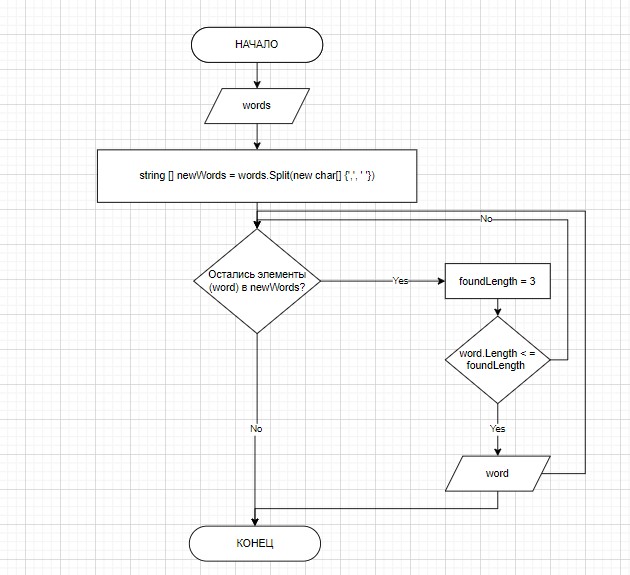 НАЧАЛО
words
string [] newWords = words.Split(new char[] {',', ' '})
No
Остались элементы
(word) в newWords?
Yes
foundLength = 3
word.Length < =
foundLength
No
Yes
word
КОНЕЦ